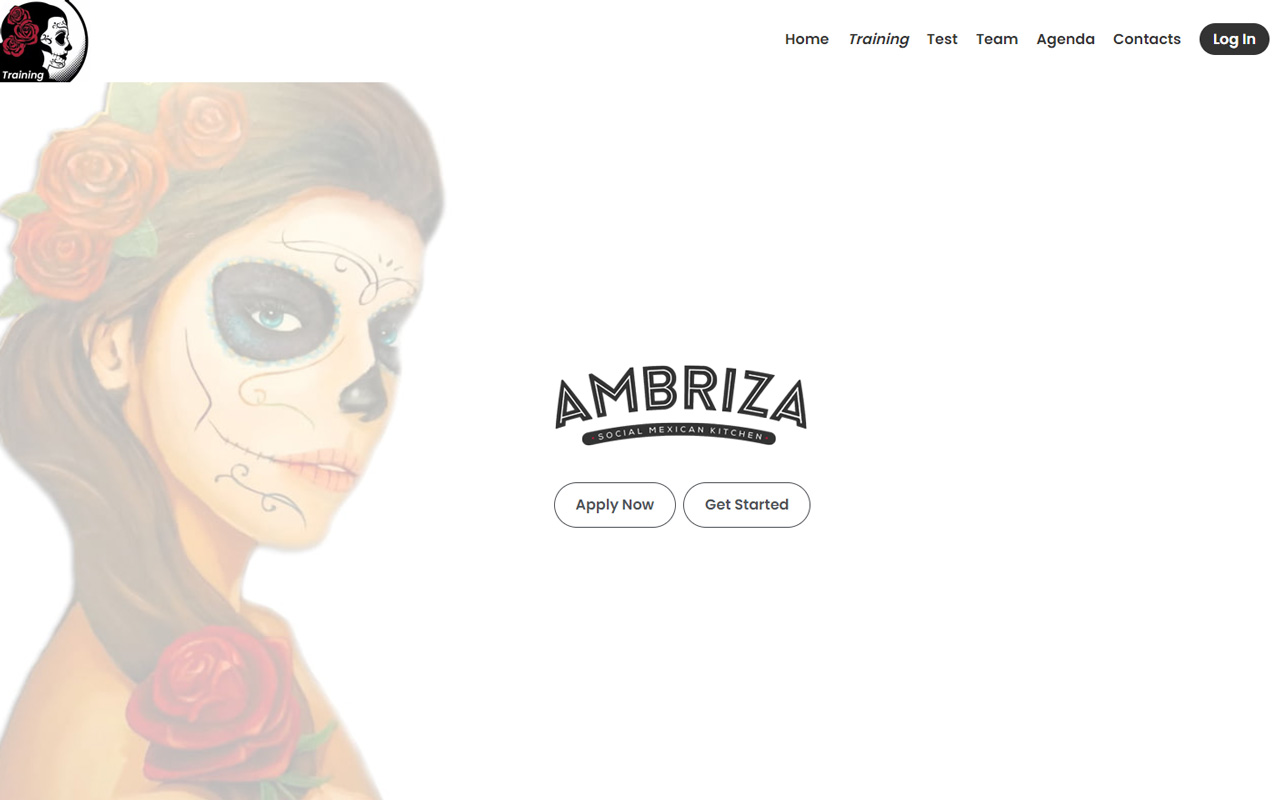 Training
Home Training Test Team Agenda Contacts Log In
AMBRIZA
SOCIAL MEXICAN KITCHEN
Apply Now Get Started